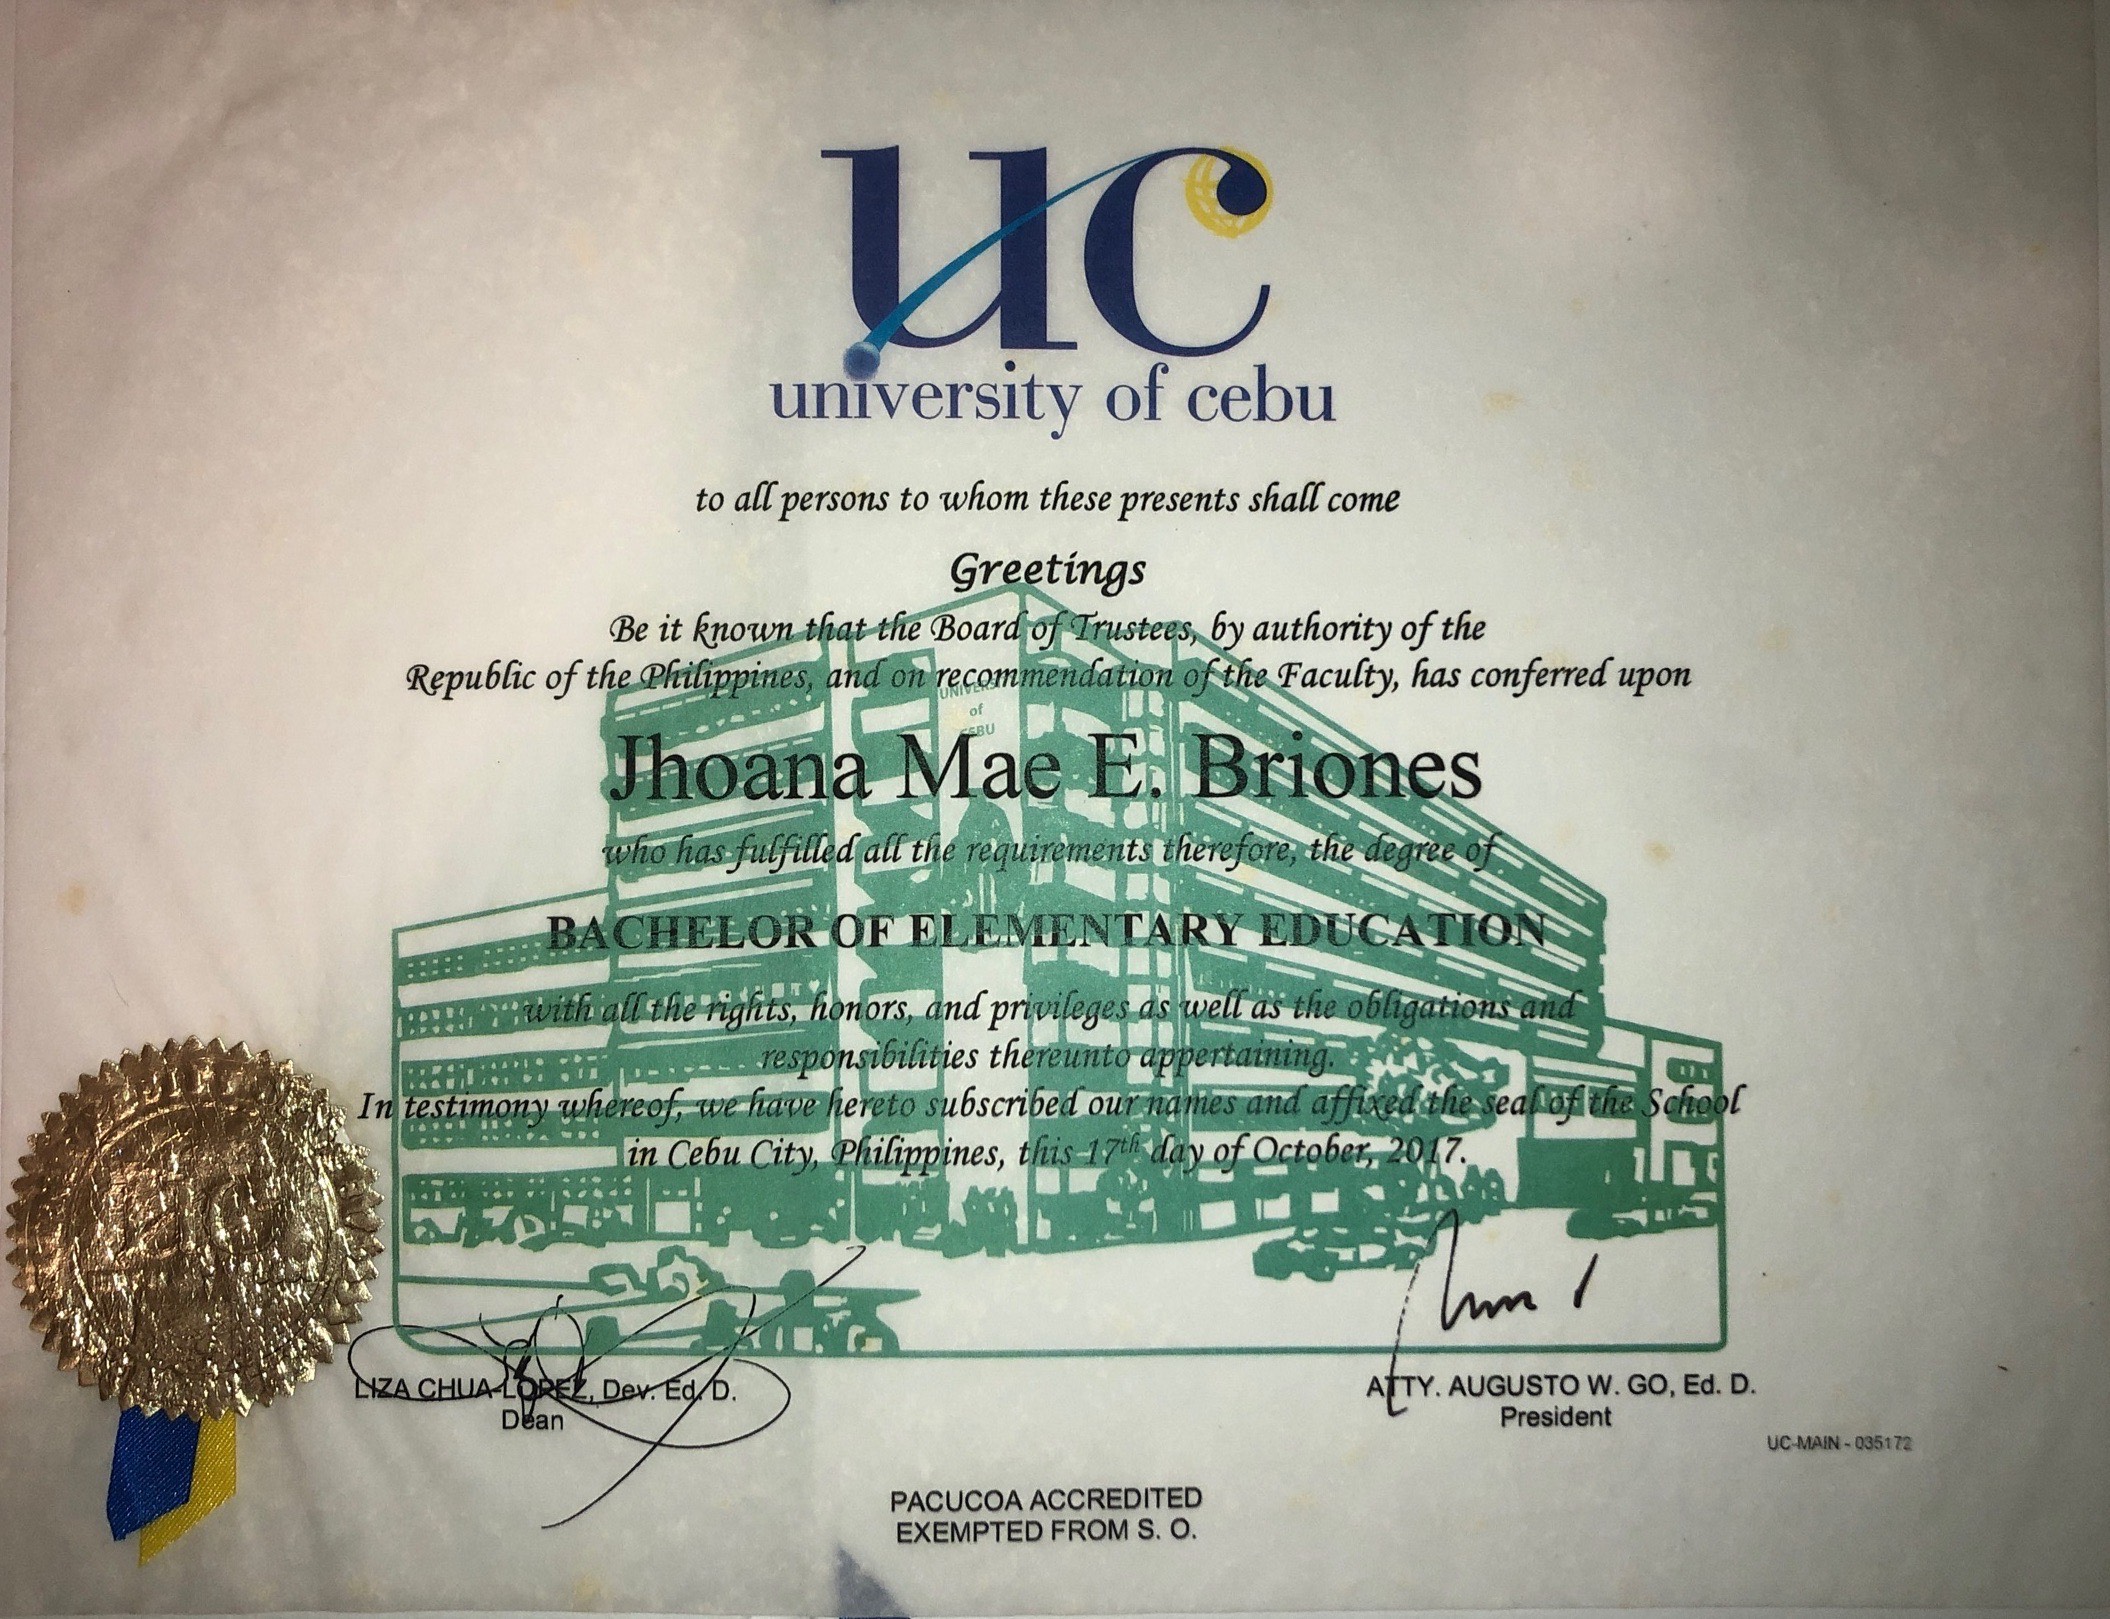 uc
university of cebu
to all persons to whom these presents shall come
Greetings
Be it known that the Board of Trustees, by authority of the
Republic of the Philippines, and on recommendation of the Faculty, has conferred upon
UNIVERS
of
CEBU
Jhoana Mae E. Briones
who has fulfilled all the requirements therefore, the degree of
BACHELOR OF ELEMENTARY EDUCATION
with all the rights, honors, and privileges as well as the obligations and
responsibilities thereunto appertaining.
In testimony whereof, we have hereto subscribed our names and affixed the seal of the School
in Cebu City, Philippines, this 17th day of October, 2017.
LIZA CHUA-LOPEZ, Dev. Ed. D.
Dean
ATTY. AUGUSTO W. GO, Ed. D.
President
UC-MAIN - 035172
PACUCOA ACCREDITED
EXEMPTED FROM S. O.